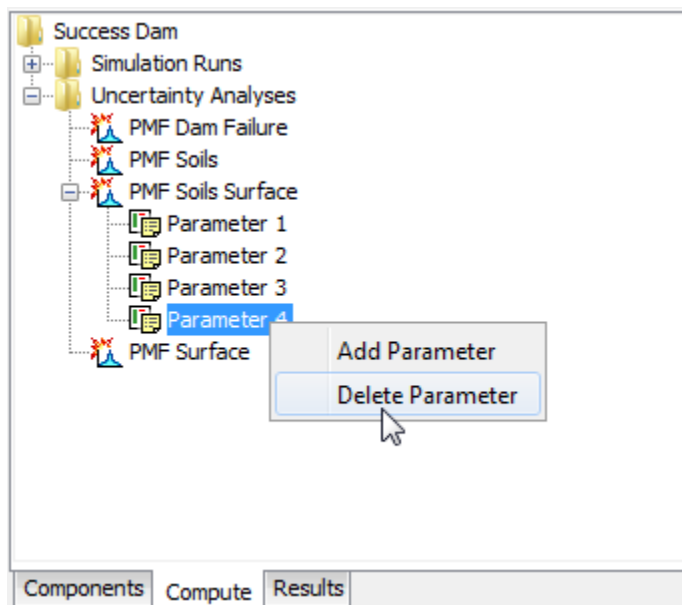 Success Dam
Simulation Runs
Uncertainty Analyses
PMF Dam Failure
PMF Soils
PMF Soils Surface
Parameter 1
Parameter 2
Parameter 3
Parameter 4
PMF Surface
Add Parameter
Delete Parameter
Components Compute Results